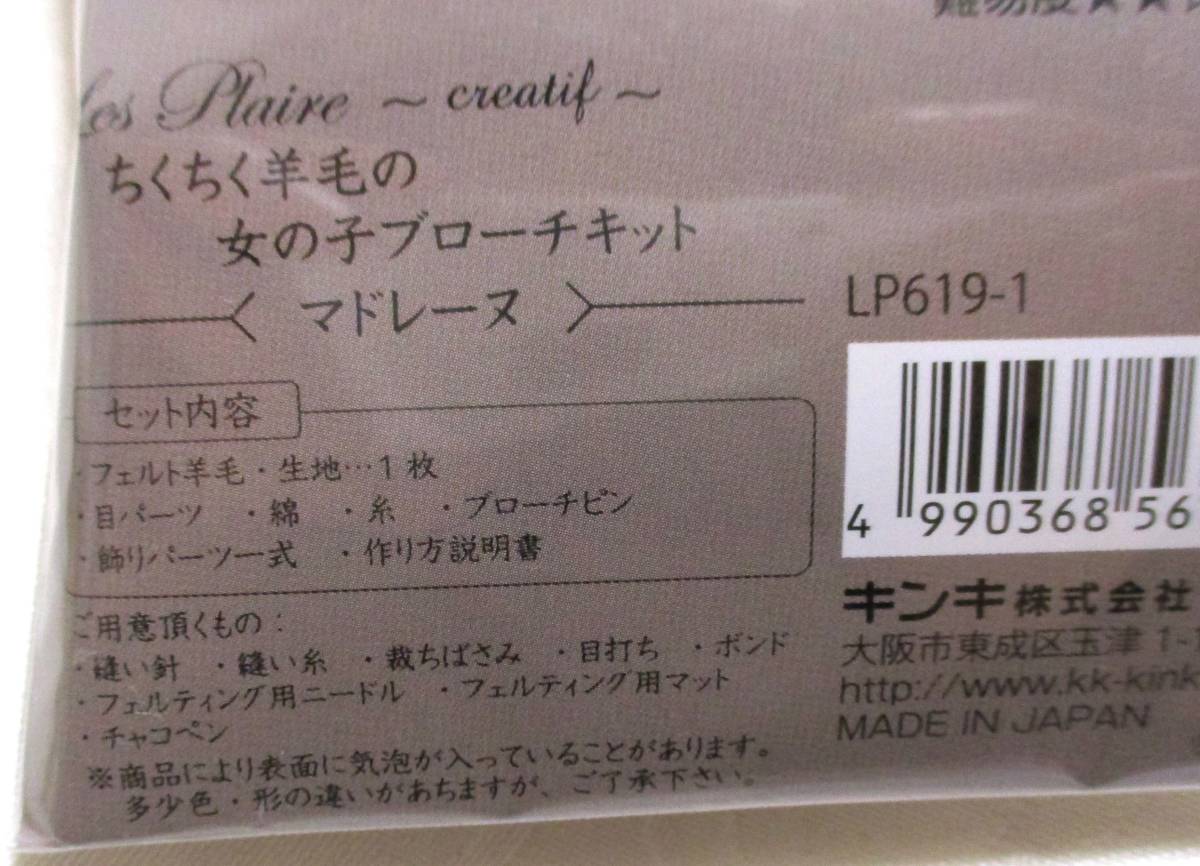 難易度★★
Les Plaire ～ creatif ～
ちくちく羊毛の
女の子ブローチキット
マドレーヌ
LP619-1
セット内容
・フェルト羊毛・生地…1枚
・目パーツ ・綿 ・糸 ・ブローチピン
・飾りパーツ一式 ・作り方説明書
ご用意頂くもの：
・縫い針 ・縫い糸 ・裁ちばさみ ・目打ち ・ボンド
・フェルティング用ニードル ・フェルティング用マット
・チャコペン
※商品により表面に気泡が入っていることがあります。
多少色・形の違いがあちますが、ご了承下さい。
4 990368 56
キンキ株式会社
大阪市東成区玉津 1-
http://www.kk-kink
MADE IN JAPAN